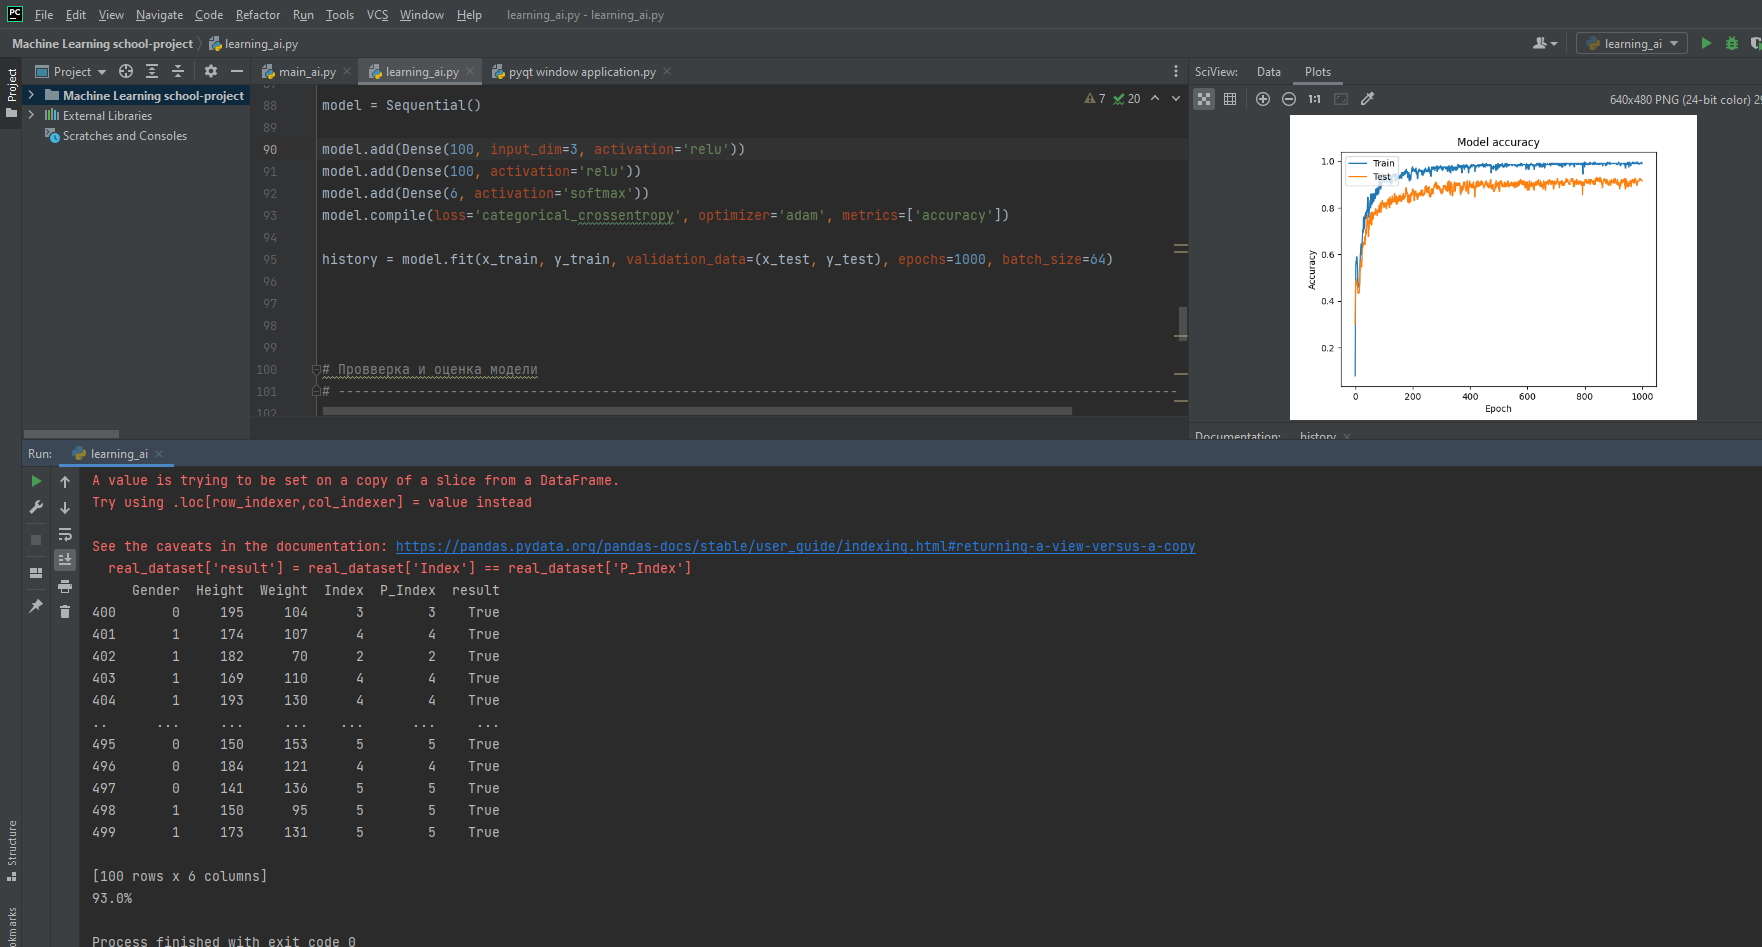 PC File Edit View Navigate Code Refactor Run Tools VCS Window Help learning_ai.py - learning_ai.py
Machine Learning school-project learning_ai.py learning_ai
Project
Project main_ai.py learning_ai.py pyqt window application.py SciView: Data Plots
Machine Learning school-project
External Libraries
Scratches and Consoles
7 20
1:1 640x480 PNG (24-bit color)
88 model = Sequential()
89
90 model.add(Dense(100, input_dim=3, activation='relu'))
91 model.add(Dense(100, activation='relu'))
92 model.add(Dense(6, activation='softmax'))
93 model.compile(loss='categorical_crossentropy', optimizer='adam', metrics=['accuracy'])
94
95 history = model.fit(x_train, y_train, validation_data=(x_test, y_test), epochs=1000, batch_size=64)
96
97
98
99
100 # Провверка и оценка модели
101 # ----------------------------------------------------------------------------------------------------
102
Model accuracy
Train
Test
1.0
0.8
0.6
0.4
0.2
Accuracy
0 200 400 600 800 1000
Epoch
Documentation: history
Run: learning_ai
A value is trying to be set on a copy of a slice from a DataFrame.
Try using .loc[row_indexer,col_indexer] = value instead
See the caveats in the documentation: https://pandas.pydata.org/pandas-docs/stable/user_guide/indexing.html#returning-a-view-versus-a-copy
real_dataset['result'] = real_dataset['Index'] == real_dataset['P_Index']
Gender Height Weight Index P_Index result
400 0 195 104 3 3 True
401 1 174 107 4 4 True
402 1 182 70 2 2 True
403 1 169 110 4 4 True
404 1 193 130 4 4 True
.. ... ... ... ... ... ...
495 0 150 153 5 5 True
496 0 184 121 4 4 True
497 0 141 136 5 5 True
498 1 150 95 5 5 True
499 1 173 131 5 5 True
[100 rows x 6 columns]
93.0%
Process finished with exit code 0
Structure